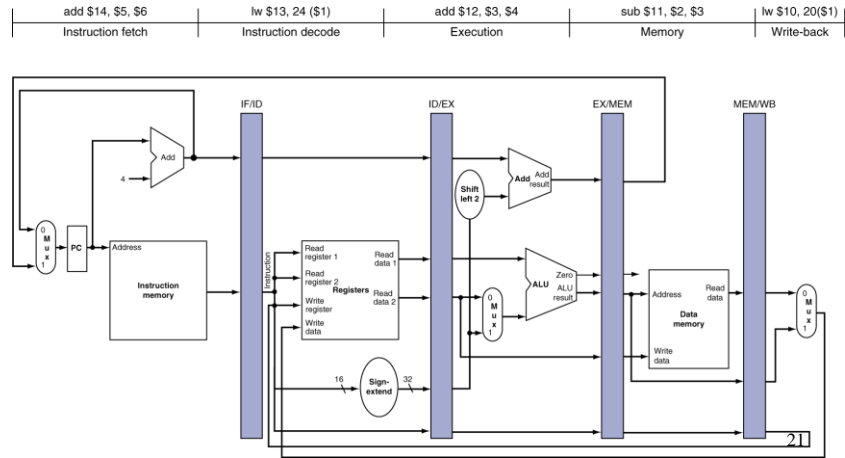 add $14, $5, $6
lw $13, 24 ($1)
add $12, $3, $4
sub $11, $2, $3
lw $10, 20($1)
Instruction fetch
Instruction decode
Execution
Memory
Write-back
IF/ID
ID/EX
EX/MEM
MEM/WB
Add
4
Shift
left 2
Add
Add
result
0
M
u
x
1
PC
Address
Instruction
memory
Instruction
Read
register 1
Read
register 2
Write
register
Write
data
Registers
Read
data 1
Read
data 2
16
Sign-
extend
32
0
M
u
x
1
ALU
Zero
ALU
result
Address
Write
data
Data
memory
Read
data
0
M
u
x
1
21